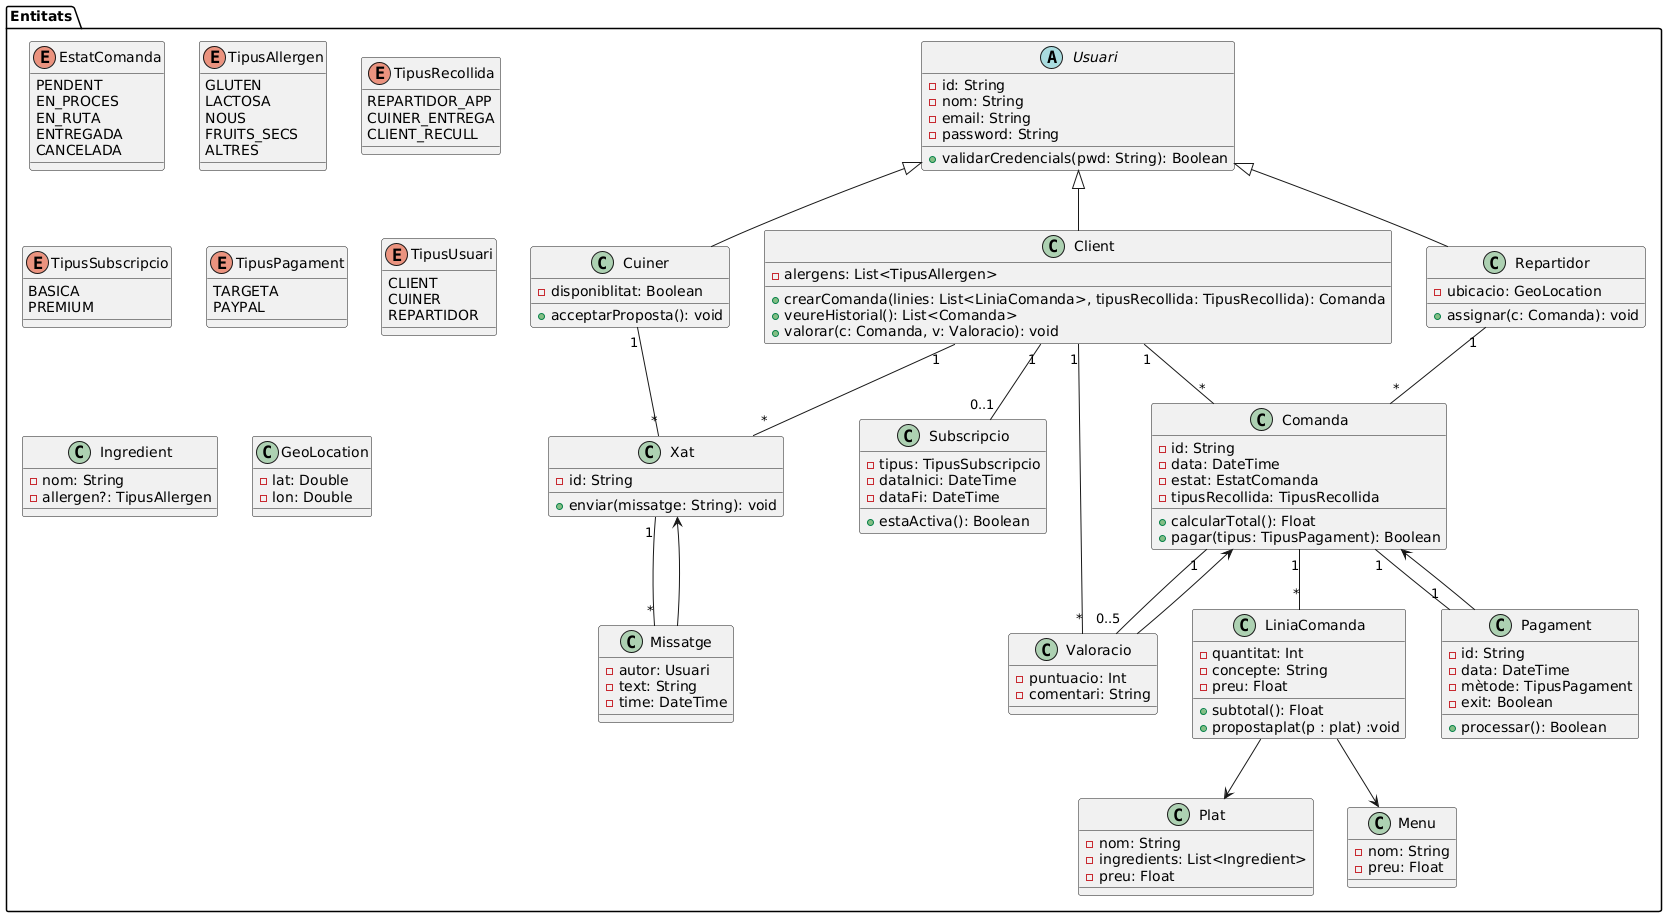 Entitats
E EstatComanda
PENDENT
EN_PROCES
EN_RUTA
ENTREGADA
CANCELADA
E TipusAllergen
GLUTEN
LACTOSA
NOUS
FRUITS_SECS
ALTRES
E TipusRecollida
REPARTIDOR_APP
CUINER_ENTREGA
CLIENT_RECULL
A Usuari
id: String
nom: String
email: String
password: String
validarCredencials(pwd: String): Boolean
E TipusSubscripcio
BASICA
PREMIUM
E TipusPagament
TARGETA
PAYPAL
E TipusUsuari
CLIENT
CUINER
REPARTIDOR
C Cuiner
disponiblitat: Boolean
acceptarProposta(): void
C Client
alergens: List<TipusAllergen>
crearComanda(linies: List<LiniaComanda>, tipusRecollida: TipusRecollida): Comanda
veureHistorial(): List<Comanda>
valorar(c: Comanda, v: Valoracio): void
C Repartidor
ubicacio: GeoLocation
assignar(c: Comanda): void
1
1
1
1
1
1
*
*
0..1
*
*
C Ingredient
nom: String
allergen?: TipusAllergen
C GeoLocation
lat: Double
lon: Double
C Xat
id: String
enviar(missatge: String): void
C Subscripcio
tipus: TipusSubscripcio
dataInici: DateTime
dataFi: DateTime
estaActiva(): Boolean
C Comanda
id: String
data: DateTime
estat: EstatComanda
tipusRecollida: TipusRecollida
calcularTotal(): Float
pagar(tipus: TipusPagament): Boolean
1
1
1
1
*
*
0..5
*
1
C Missatge
autor: Usuari
text: String
time: DateTime
C Valoracio
puntuacio: Int
comentari: String
C LiniaComanda
quantitat: Int
concepte: String
preu: Float
subtotal(): Float
propostaplat(p : plat) :void
C Pagament
id: String
data: DateTime
mètode: TipusPagament
exit: Boolean
processar(): Boolean
C Plat
nom: String
ingredients: List<Ingredient>
preu: Float
C Menu
nom: String
preu: Float